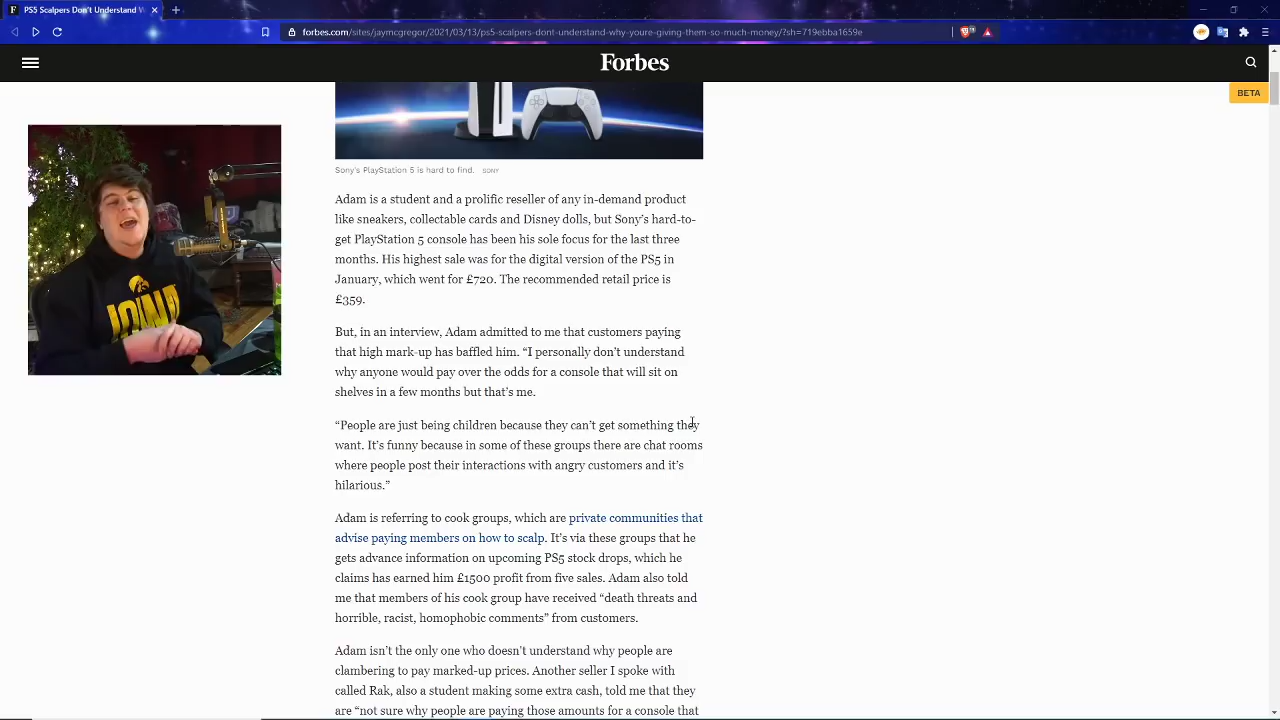 PS5 Scalpers Don't Understand W
forbes.com/sites/jaymcgregor/2021/03/13/ps5-scalpers-dont-understand-why-youre-giving-them-so-much-money/?sh=719ebba1659e
Forbes
BETA
IOWA
Sony's PlayStation 5 is hard to find. SONY
Adam is a student and a prolific reseller of any in-demand product
like sneakers, collectable cards and Disney dolls, but Sony's hard-to-
get PlayStation 5 console has been his sole focus for the last three
months. His highest sale was for the digital version of the PS5 in
January, which went for £720. The recommended retail price is
£359.
But, in an interview, Adam admitted to me that customers paying
that high mark-up has baffled him. “I personally don’t understand
why anyone would pay over the odds for a console that will sit on
shelves in a few months but that’s me.
“People are just being children because they can’t get something they
want. It’s funny because in some of these groups there are chat rooms
where people post their interactions with angry customers and it’s
hilarious.”
Adam is referring to cook groups, which are private communities that
advise paying members on how to scalp. It’s via these groups that he
gets advance information on upcoming PS5 stock drops, which he
claims has earned him £1500 profit from five sales. Adam also told
me that members of his cook group have received “death threats and
horrible, racist, homophobic comments” from customers.
Adam isn’t the only one who doesn't understand why people are
clambering to pay marked-up prices. Another seller I spoke with
called Rak, also a student making some extra cash, told me that they
are “not sure why people are paying those amounts for a console that